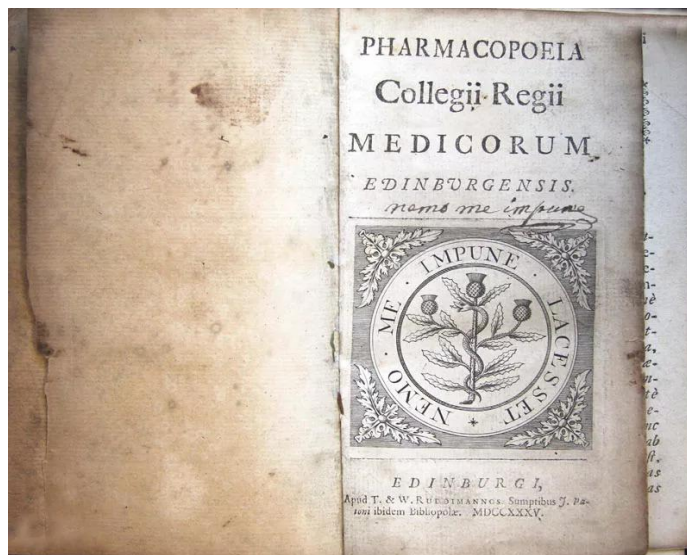 PHARMACOPOEIA
Collegii Regii
MEDICORUM
EDINBURGENSIS.
nemo me impune
NEMO ME IMPUNE LACESSET
EDINBURGI,
Apud T. & W. RUDDIMANNOS. Sumptibus J. Pa-
toni ibidem Bibliopolæ. MDCCXXXV.